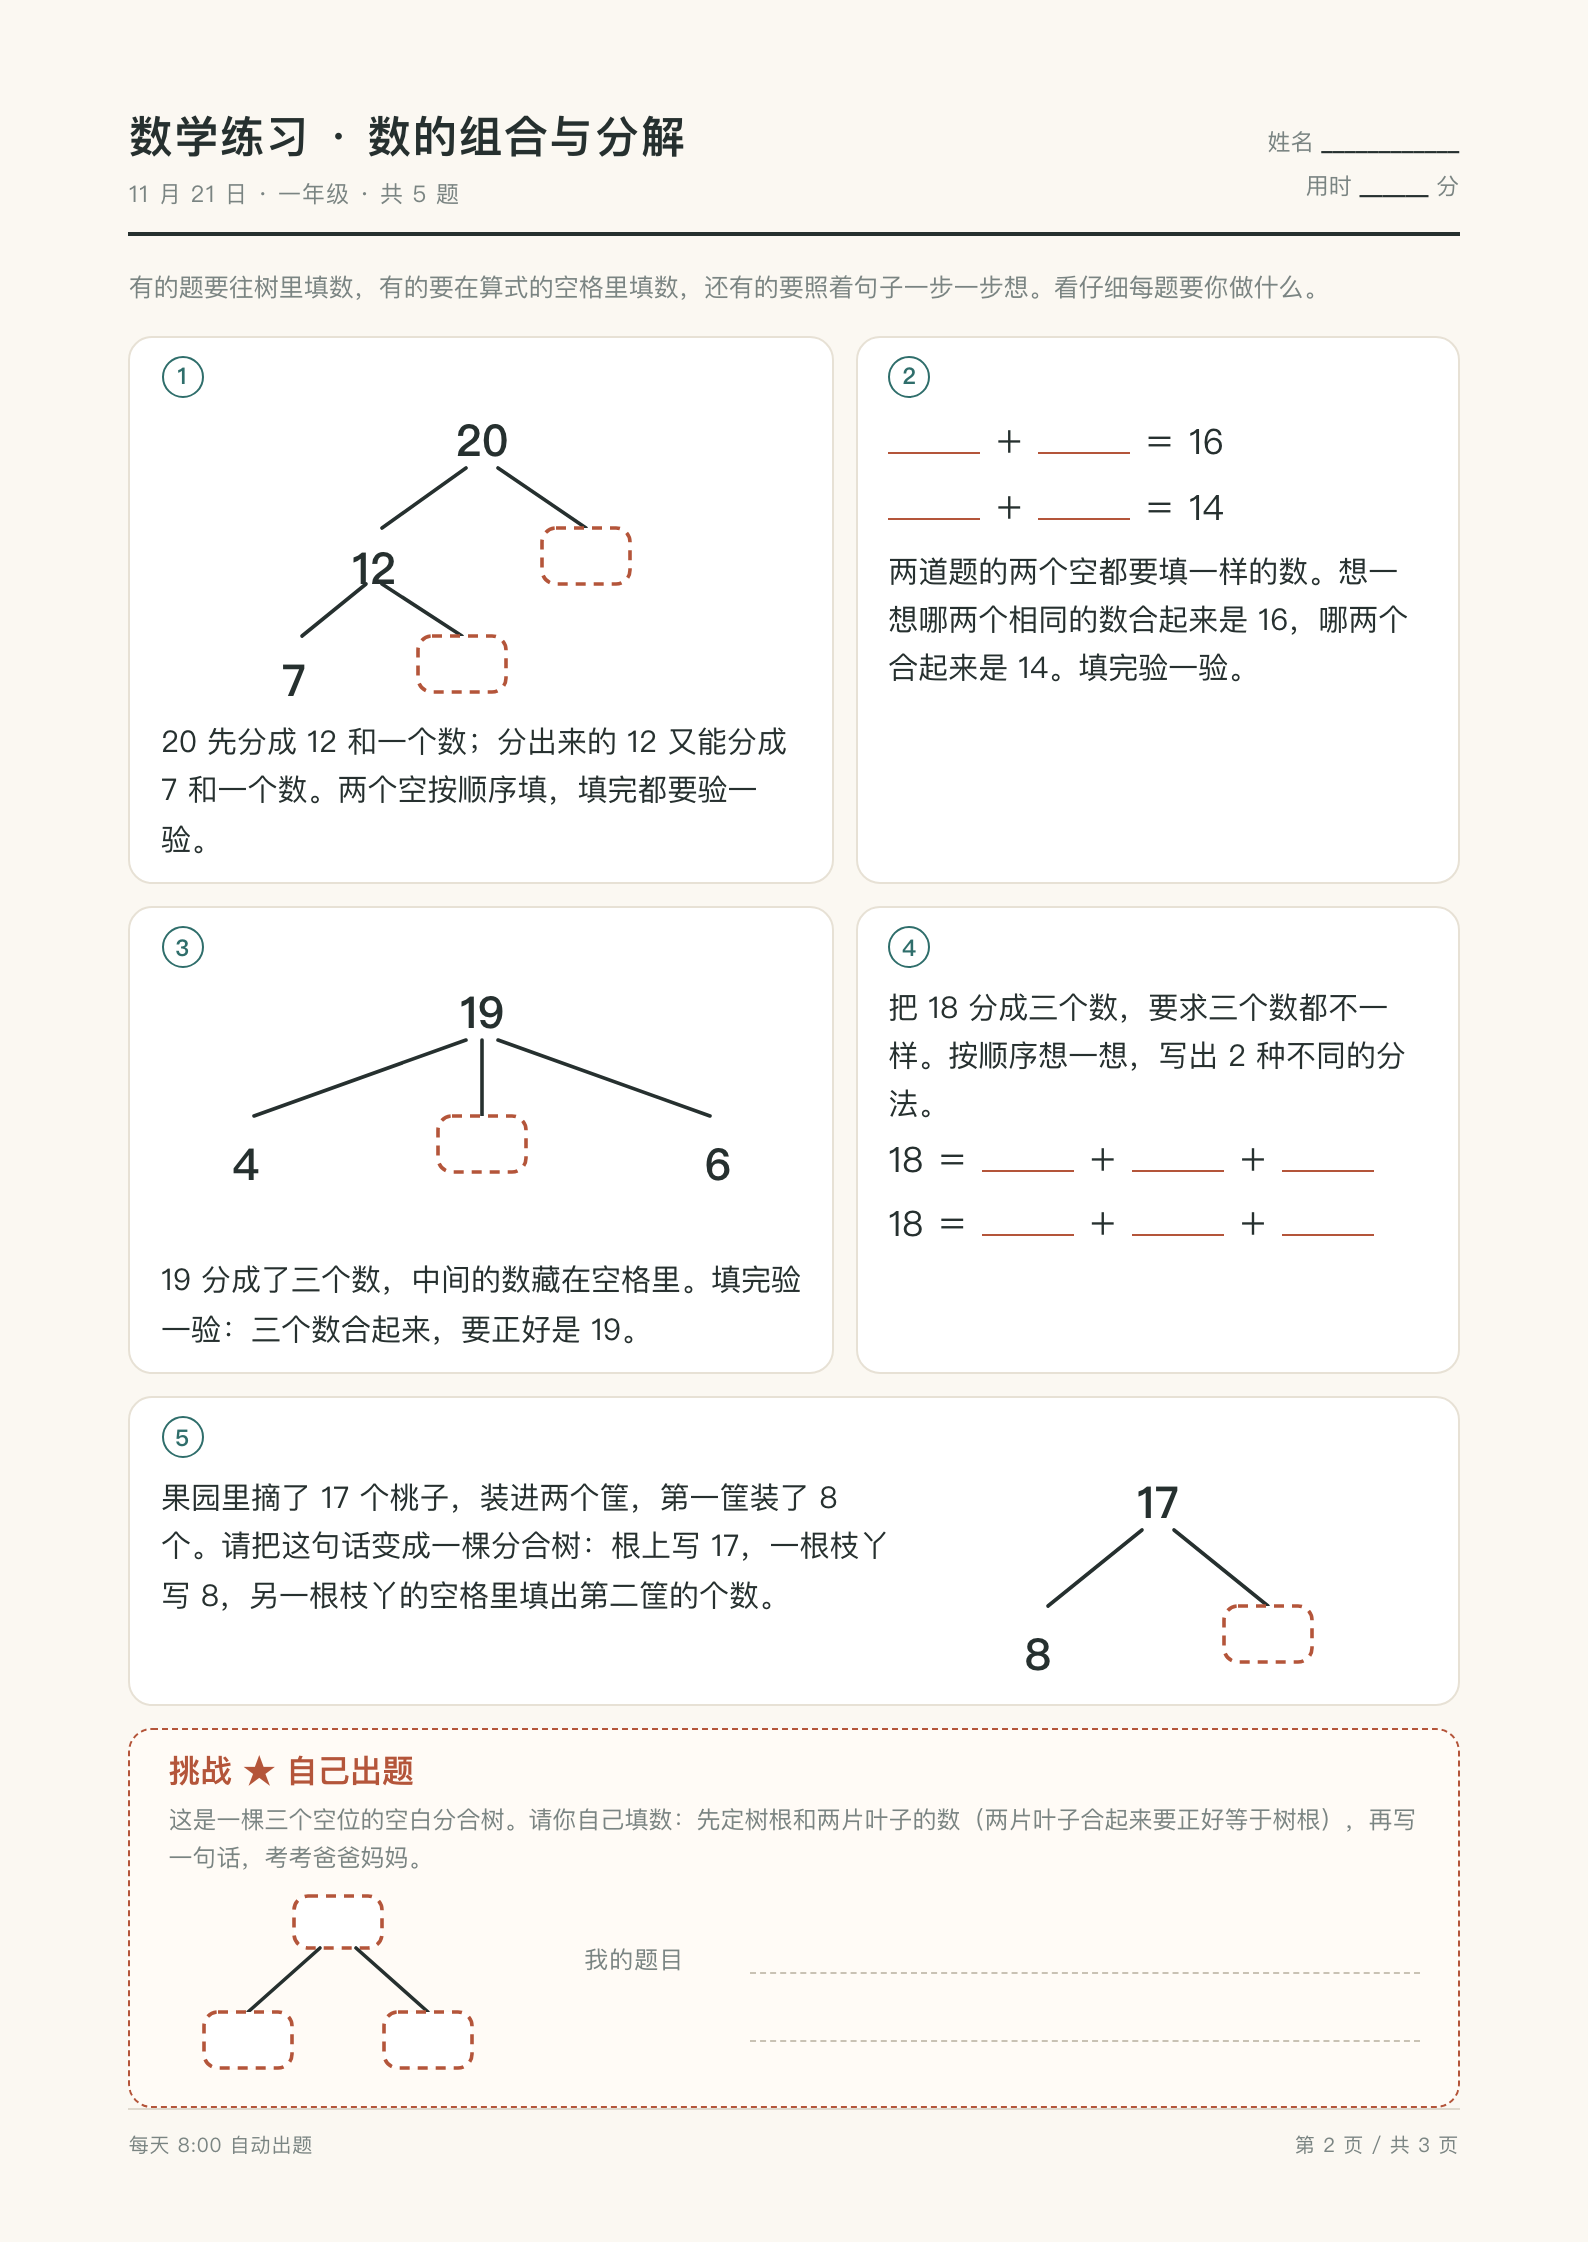 数学练习 · 数的组合与分解
姓名 ____________
11 月 21 日 · 一年级 · 共 5 题
用时 ______ 分
有的题要往树里填数，有的要在算式的空格里填数，还有的要照着句子一步一步想。看仔细每题要你做什么。
1
20
12
7
20 先分成 12 和一个数；分出来的 12 又能分成
7 和一个数。两个空按顺序填，填完都要验一
验。
2
____ + ____ = 16
____ + ____ = 14
两道题的两个空都要填一样的数。想一
想哪两个相同的数合起来是 16，哪两个
合起来是 14。填完验一验。
3
19
4 6
19 分成了三个数，中间的数藏在空格里。填完验
一验：三个数合起来，要正好是 19。
4
把 18 分成三个数，要求三个数都不一
样。按顺序想一想，写出 2 种不同的分
法。
18 = ____ + ____ + ____
18 = ____ + ____ + ____
5
果园里摘了 17 个桃子，装进两个筐，第一筐装了 8
个。请把这句话变成一棵分合树：根上写 17，一根枝丫
写 8，另一根枝丫的空格里填出第二筐的个数。
17
8
挑战 ★ 自己出题
这是一棵三个空位的空白分合树。请你自己填数：先定树根和两片叶子的数（两片叶子合起来要正好等于树根），再写
一句话，考考爸爸妈妈。
我的题目
每天 8:00 自动出题
第 2 页 / 共 3 页